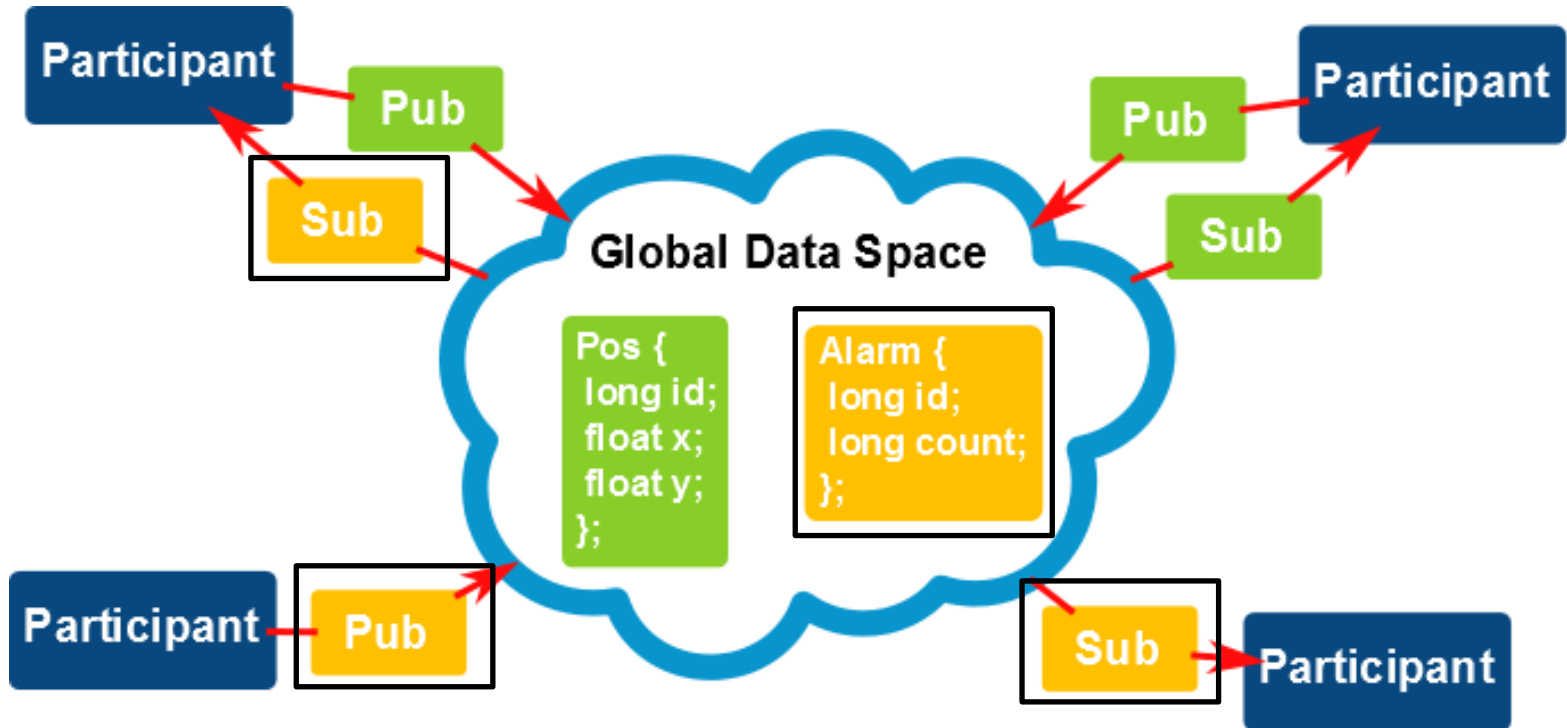 Participant
Pub
Sub
Participant
Pub
Sub
Global Data Space
Pos {
long id;
float x;
float y;
};
Alarm {
long id;
long count;
};
Participant
Pub
Sub
Participant